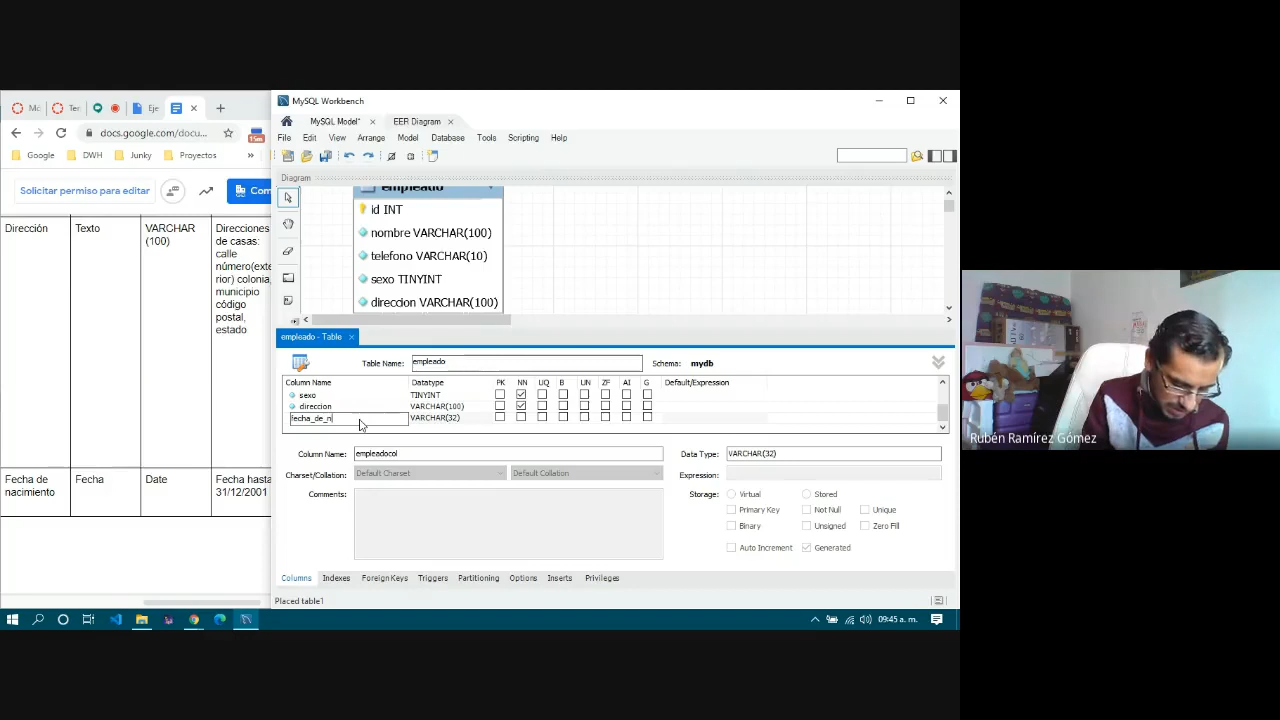 Mó
Ter
Eje
docs.google.com/docu...
Google
DWH
Junky
Proyectos
»
Solicitar permiso para editar
Com
Dirección
Texto
VARCHAR
(100)
Direcciones
de casas:
calle
número(exte
rior) colonia,
municipio
código
postal,
estado
Fecha de
nacimiento
Fecha
Date
Fecha hasta
31/12/2001
MySQL Workbench
MySQL Model*
EER Diagram
File Edit View Arrange Model Database Tools Scripting Help
Diagram
empleado
id INT
nombre VARCHAR(100)
telefono VARCHAR(10)
sexo TINYINT
direccion VARCHAR(100)
empleado - Table
Table Name: empleado Schema: mydb
Column Name Datatype PK NN UQ B UN ZF AI G Default/Expression
sexo TINYINT
direccion VARCHAR(100)
fecha_de_n VARCHAR(32)
Column Name: empleadocol Data Type: VARCHAR(32)
Charset/Collation: Default Charset Default Collation Expression:
Comments: Storage: Virtual Stored
Primary Key Not Null Unique
Binary Unsigned Zero Fill
Auto Increment Generated
Columns Indexes Foreign Keys Triggers Partitioning Options Inserts Privileges
Placed table1
09:45 a. m.
Rubén Ramírez Gómez